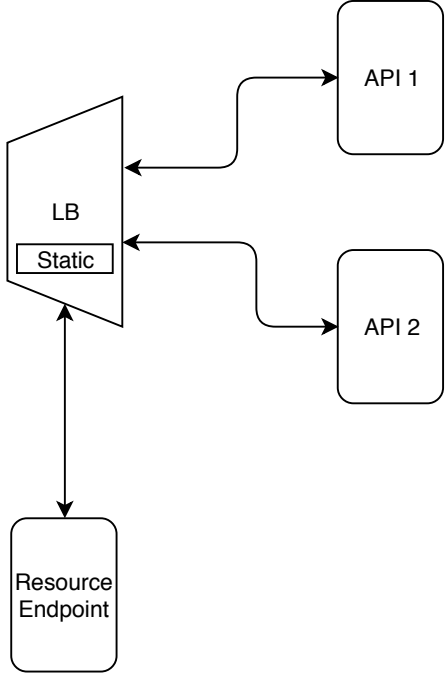 API 1
LB
Static
API 2
Resource
Endpoint